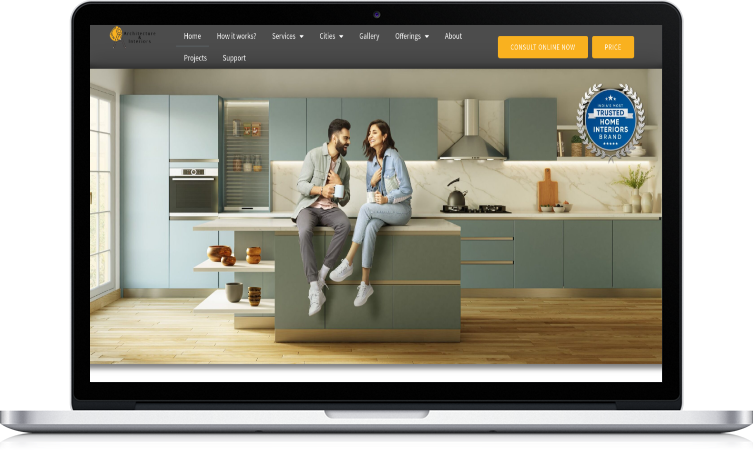 Home How it works? Services Cities Gallery Offerings About
Projects Support
CONSULT ONLINE NOW PRICE
INDIA'S MOST
TRUSTED
HOME
INTERIORS
BRAND